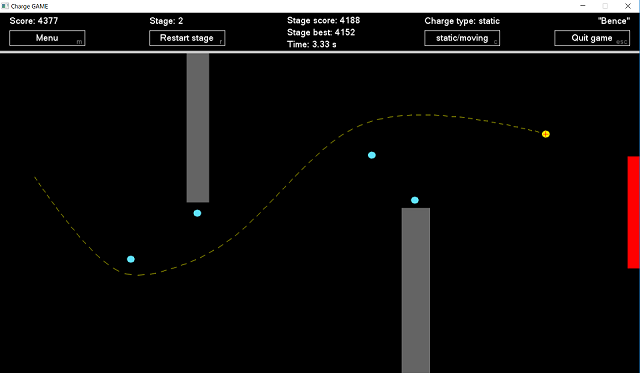 Charge GAME
Score: 4377
Stage: 2
Stage score: 4188
Charge type: static
"Bence"
Stage best: 4152
Menu m
Restart stage r
Time: 3.33 s
static/moving c
Quit game esc